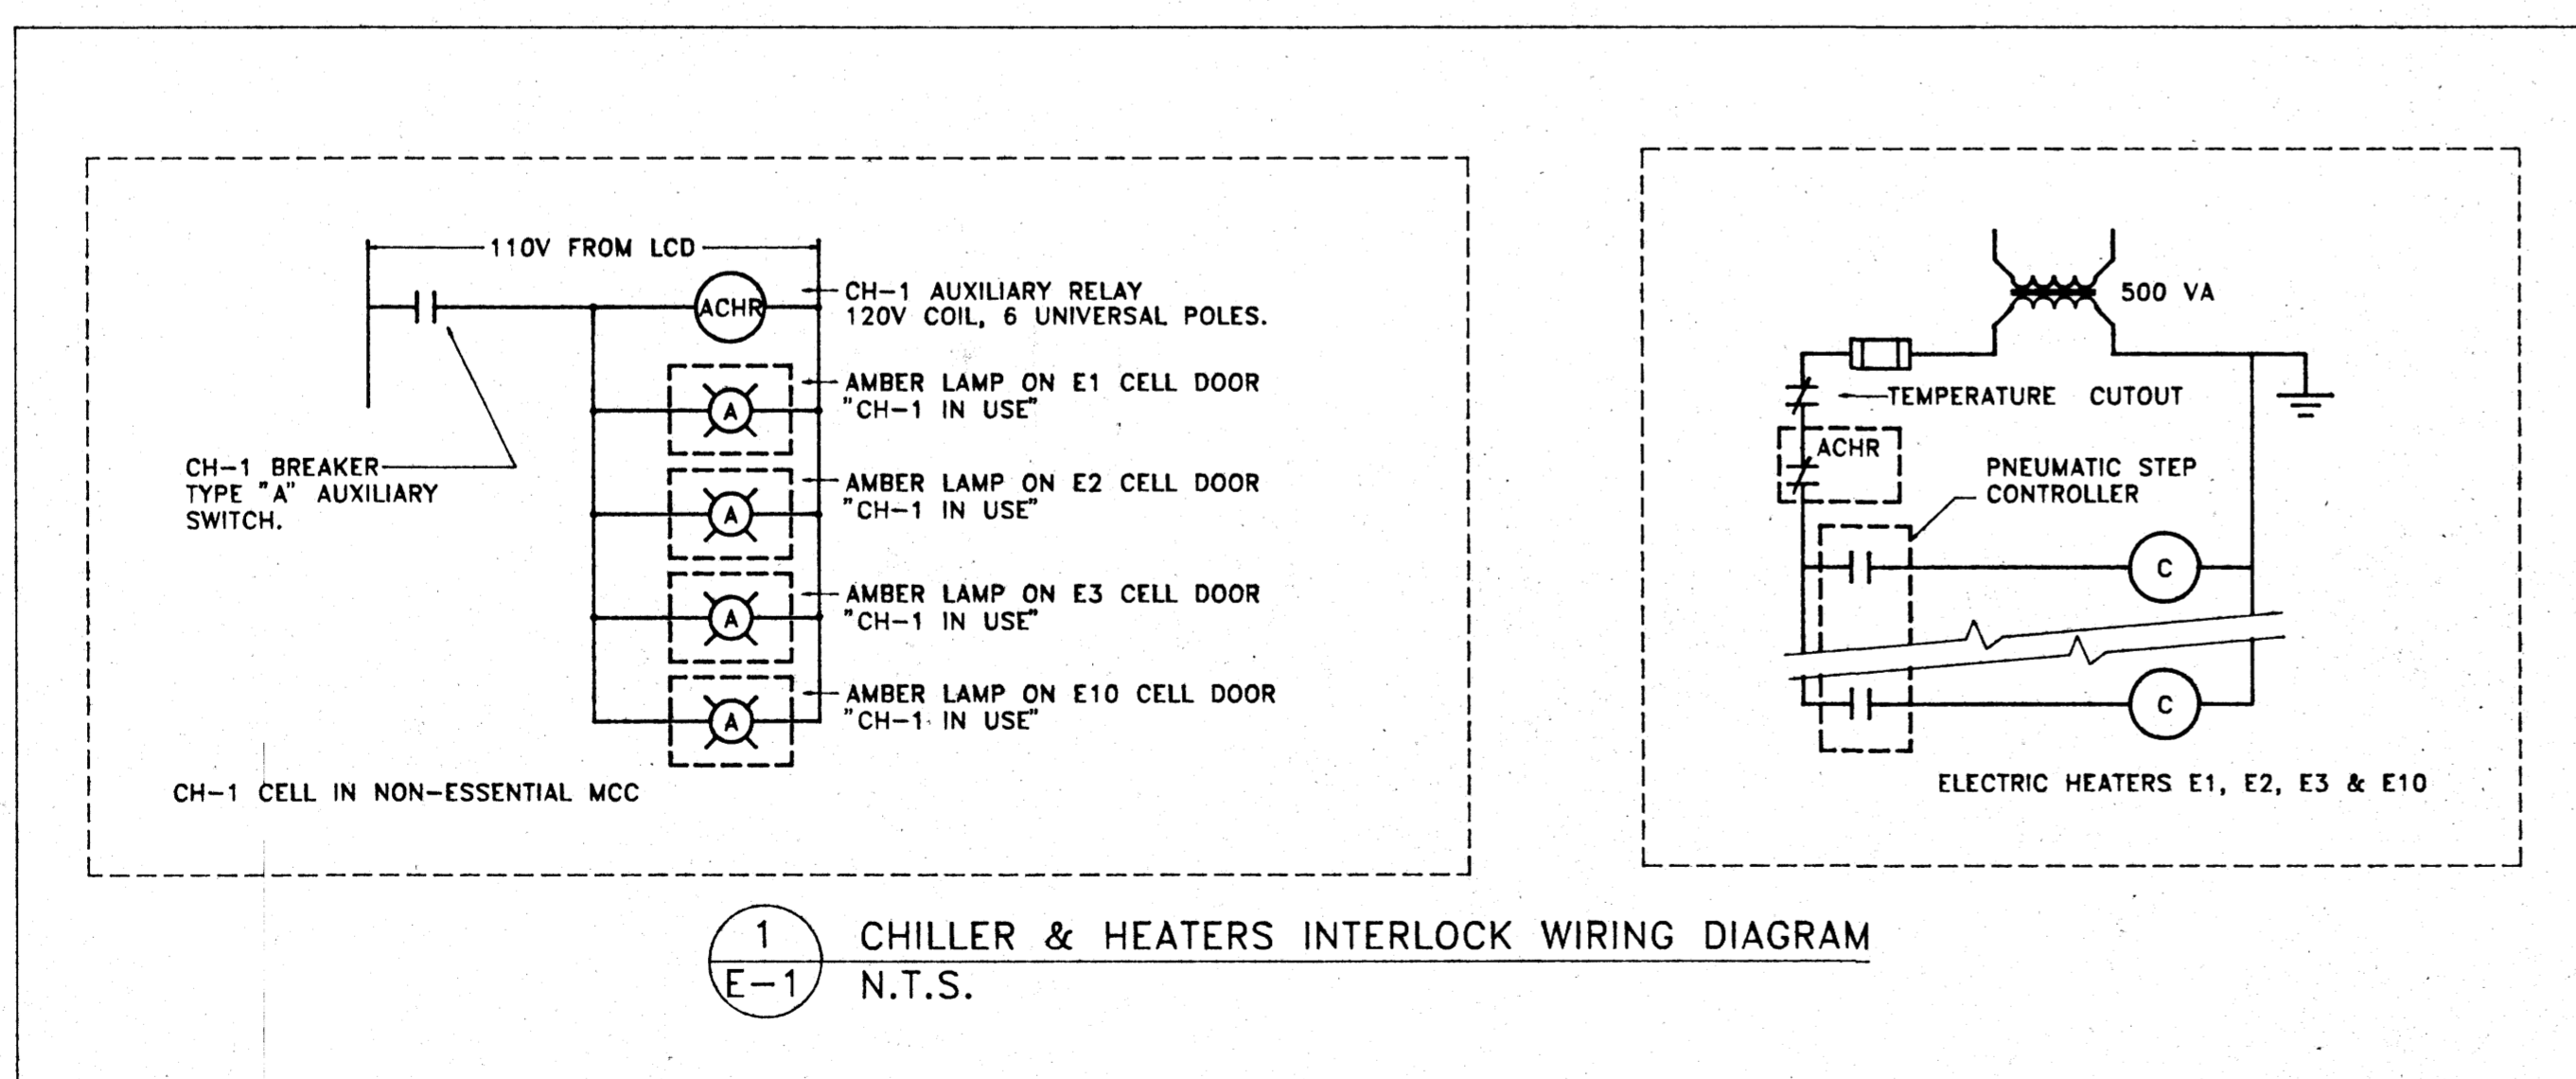 110V FROM LCD
ACHR
CH-1 AUXILIARY RELAY
120V COIL, 6 UNIVERSAL POLES.
A
AMBER LAMP ON E1 CELL DOOR
"CH-1 IN USE"
CH-1 BREAKER
TYPE "A" AUXILIARY
SWITCH.
A
AMBER LAMP ON E2 CELL DOOR
"CH-1 IN USE"
A
AMBER LAMP ON E3 CELL DOOR
"CH-1 IN USE"
A
AMBER LAMP ON E10 CELL DOOR
"CH-1 IN USE"
CH-1 CELL IN NON-ESSENTIAL MCC
500 VA
TEMPERATURE CUTOUT
ACHR
PNEUMATIC STEP
CONTROLLER
C
C
ELECTRIC HEATERS E1, E2, E3 & E10
1
E-1
CHILLER & HEATERS INTERLOCK WIRING DIAGRAM
N.T.S.